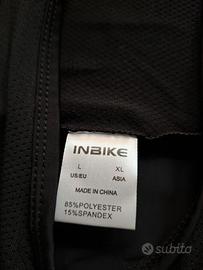 INBIKE
L XL
US/EU ASIA
MADE IN CHINA
85%POLYESTER
15%SPANDEX
subito